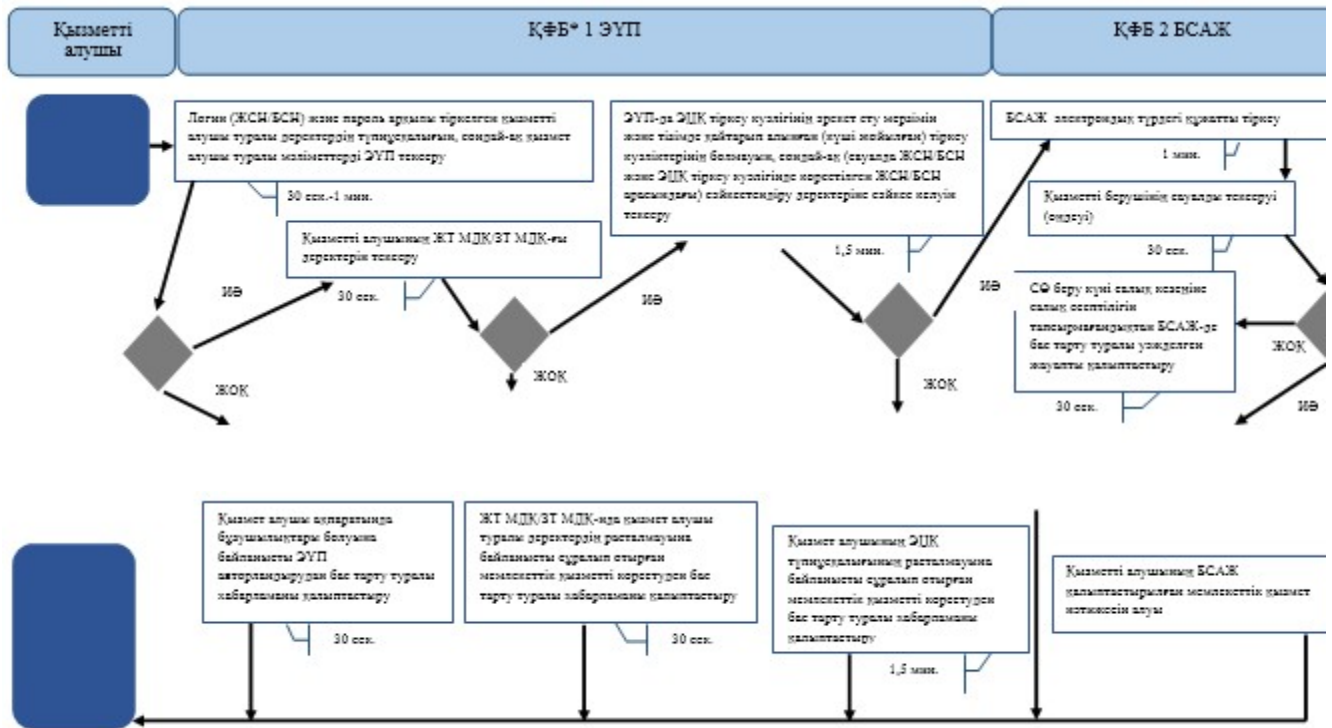 Қызметті
алушы
ҚФБ* 1 ЭҮП
ҚФБ 2 БСАЖ
Логин (ЖСН/БСН) және пароль арқылы тіркелген қызметті
алушы туралы деректердің түпнұсқалығын, сондай-ақ қызмет
алушы туралы мәліметтерді ЭҮП тексеру
30 сек.-1 мин.
ЭҮП-да ЭЦҚ тіркеу куәлігінің әрекет ету мерзімін
және тізімде қайтарып алынған (күші жойылған) тіркеу
куәліктерінің болмауын, сондай-ақ (сауалда ЖСН/БСН
және ЭЦҚ тіркеу куәлігінде көрсетілген ЖСН/БСН
арасындағы) сәйкестендіру деректеріне сәйкес келуін
тексеру
1,5 мин.
БСАЖ электрондық түрдегі құжатты тіркеу
1 мин.
Қызметті берушінің сауалды тексеруі
(өңдеуі)
30 сек.
Қызметті алушының ЖТ МДҚ/ЗТ МДҚ-ғы
деректерін тексеру
30 сек.
СӨ беру күні салық кезеңіне
салық есептілігін
тапсырмағандықтан БСАЖ-де
бас тарту туралы уәжделген
жауапты қалыптастыру
30 сек.
ИӘ
ЖОҚ
ИӘ
ЖОҚ
ИӘ
ЖОҚ
ЖОҚ
ИӘ
Қызмет алушы ақпаратында
бұзушылықтары болуына
байланысты ЭҮП
авторландырудан бас тарту туралы
хабарламаны қалыптастыру
30 сек.
ЖТ МДҚ/ЗТ МДҚ-нда қызмет алушы
туралы деректердің расталмауына
байланысты сұралып отырған
мемлекеттік қызметті көрсетуден бас
тарту туралы хабарламаны қалыптастыру
30 сек.
Қызмет алушының ЭЦҚ
түпнұсқалығының расталмауына
байланысты сұралып отырған
мемлекеттік қызметті көрсетуден
бас тарту туралы хабарламаны
қалыптастыру
1,5 мин.
Қызметті алушының БСАЖ
қалыптастырылған мемлекеттік қызмет
нәтижесін алуы